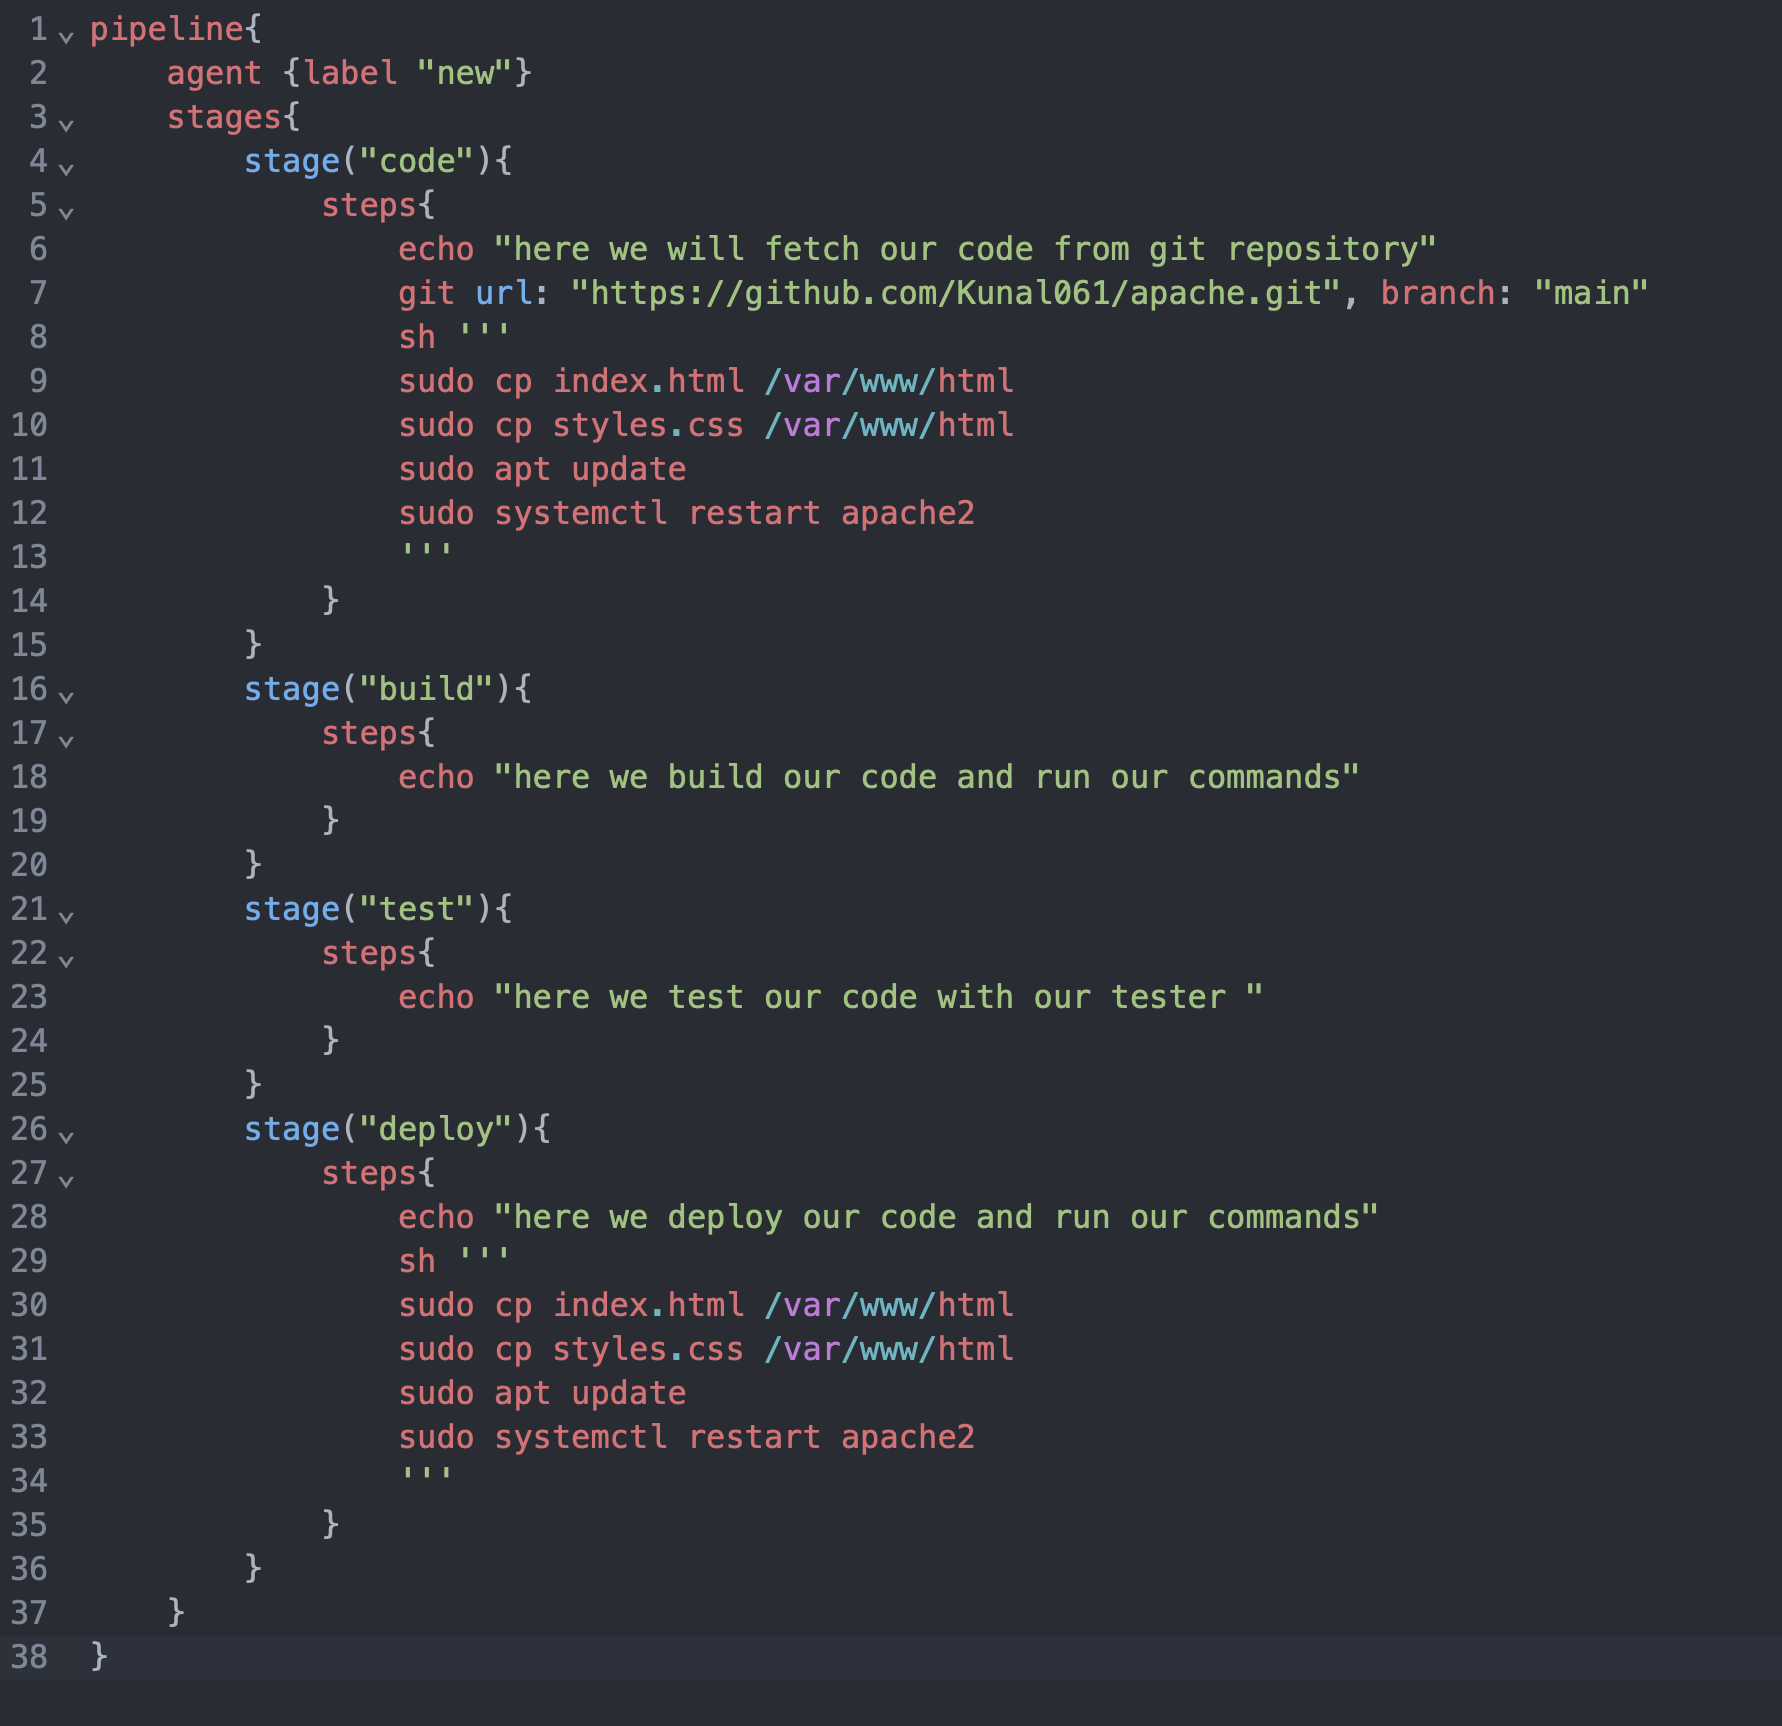 1 pipeline{
2 agent {label "new"}
3 stages{
4 stage("code"){
5 steps{
6 echo "here we will fetch our code from git repository"
7 git url: "https://github.com/Kunal061/apache.git", branch: "main"
8 sh '''
9 sudo cp index.html /var/www/html
10 sudo cp styles.css /var/www/html
11 sudo apt update
12 sudo systemctl restart apache2
13 '''
14 }
15 }
16 stage("build"){
17 steps{
18 echo "here we build our code and run our commands"
19 }
20 }
21 stage("test"){
22 steps{
23 echo "here we test our code with our tester "
24 }
25 }
26 stage("deploy"){
27 steps{
28 echo "here we deploy our code and run our commands"
29 sh '''
30 sudo cp index.html /var/www/html
31 sudo cp styles.css /var/www/html
32 sudo apt update
33 sudo systemctl restart apache2
34 '''
35 }
36 }
37 }
38 }